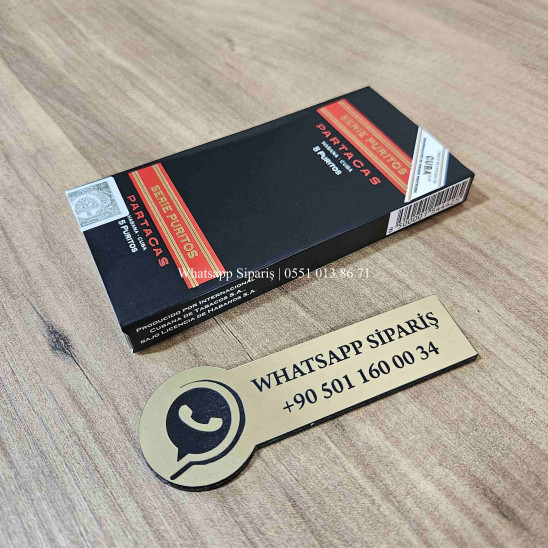 SERIE PURITOS
PARTAGAS
HABANA - CUBA
5 PURITOS
CUBA
SERIE PURITOS
PARTAGAS
HABANA - CUBA
5 PURITOS
Whatsapp Sipariş | 0551 013 86 71
PRODUCIDO POR INTERNACIONAL
CUBANA DE TABACOS S.A.,
BAJO LICENCIA DE HABANOS S.A.
WHATSAPP SİPARİŞ
+90 501 160 00 34